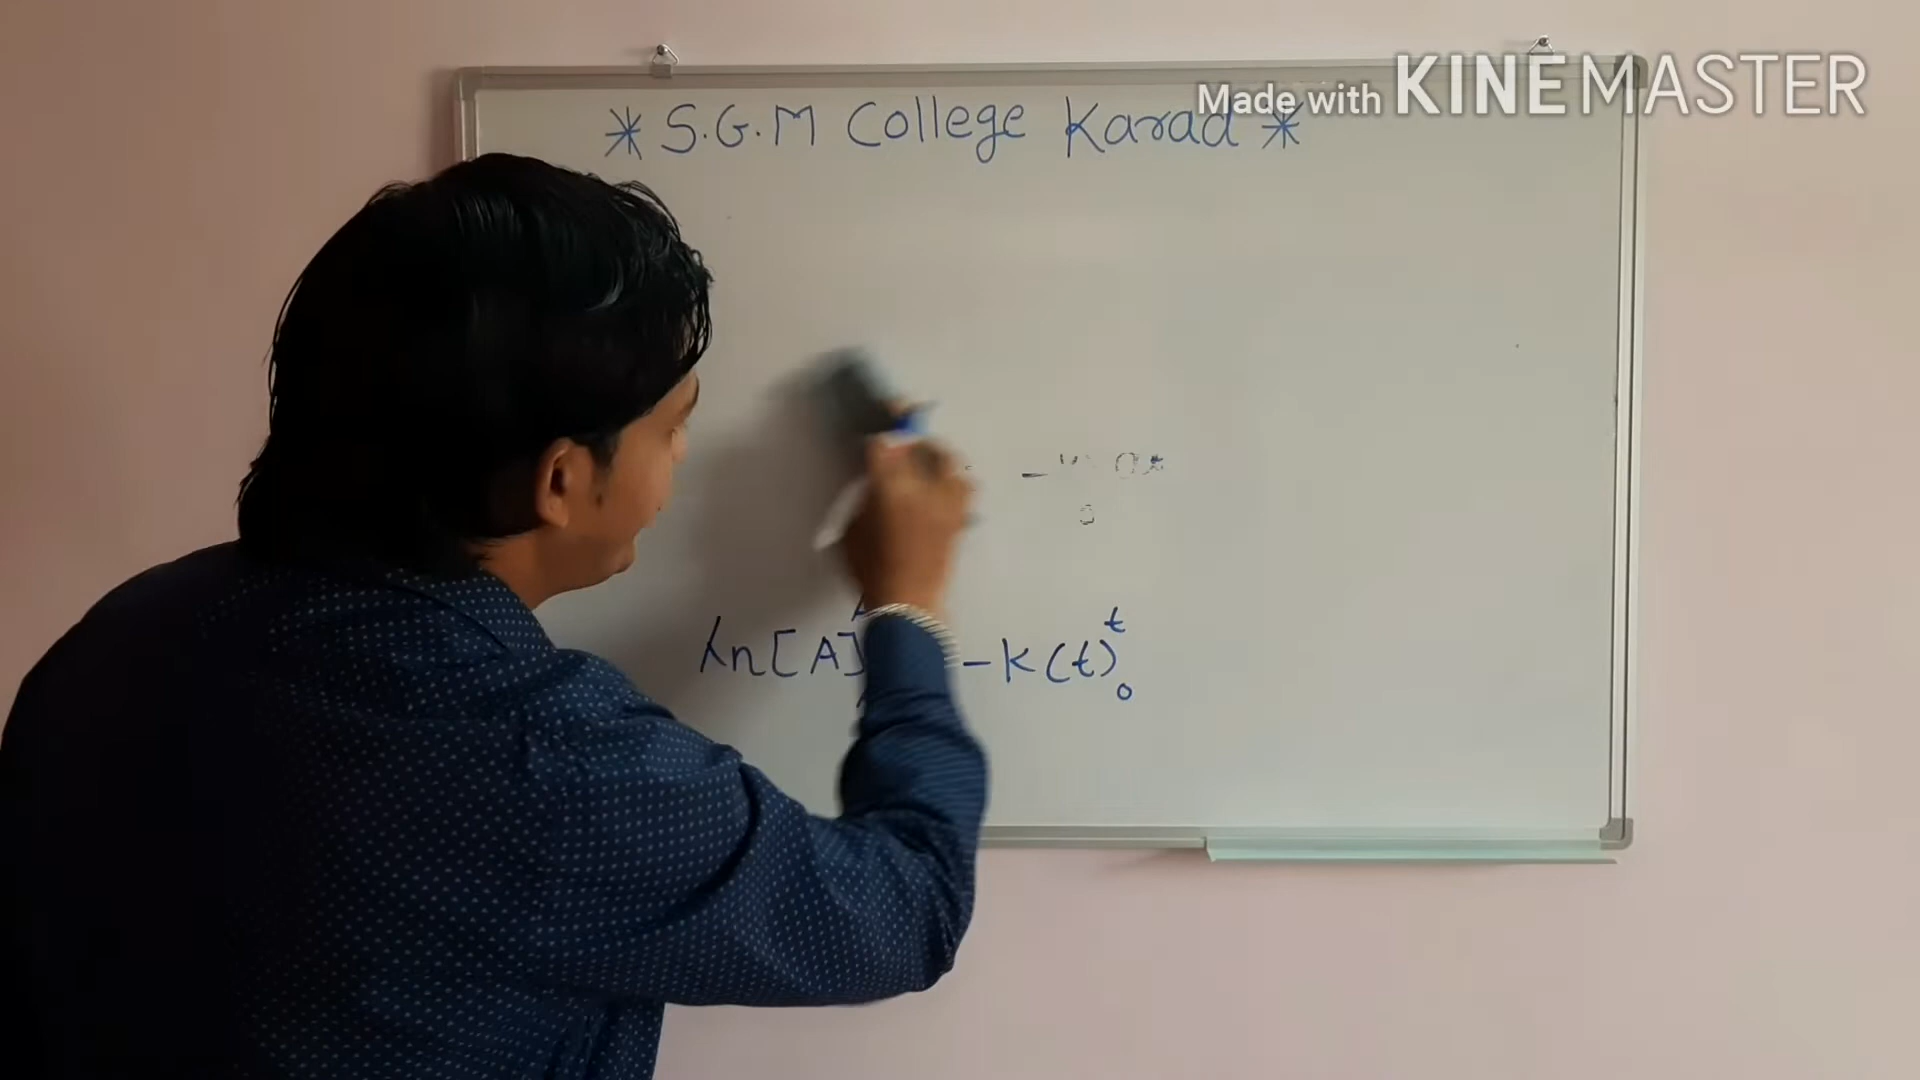 Made with KINEMASTER
* S.G.M College Karad *
ln[A] -K(t)
t
0